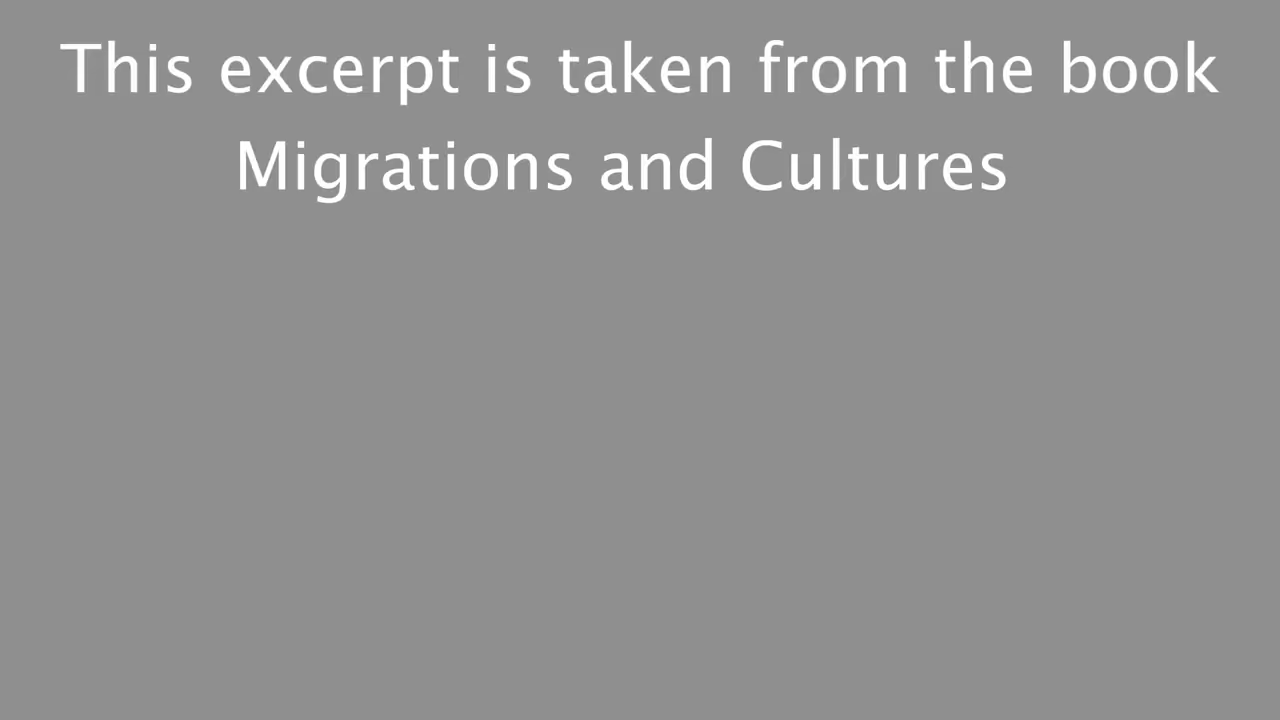 This excerpt is taken from the book
Migrations and Cultures